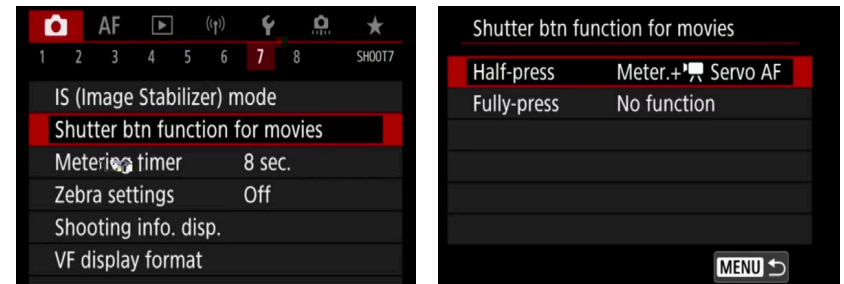 AF
1 2 3 4 5 6 7 8 SHOOT7
IS (Image Stabilizer) mode
Shutter btn function for movies
Metering timer 8 sec.
Zebra settings Off
Shooting info. disp.
VF display format
Shutter btn function for movies
Half-press Meter.+ Servo AF
Fully-press No function
MENU